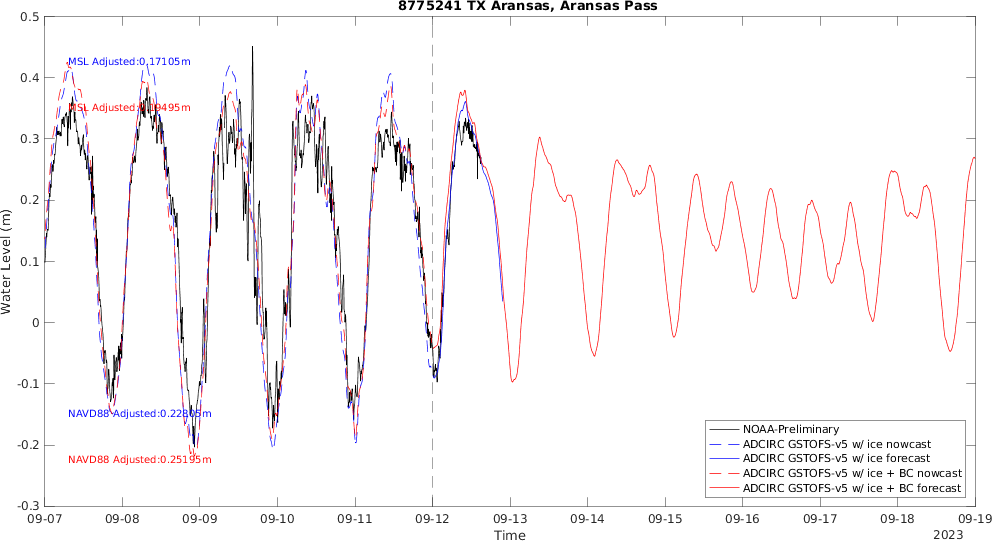 8775241 TX Aransas, Aransas Pass
0.5
0.4
0.3
0.2
0.1
0
-0.1
-0.2
-0.3
Water Level (m)
MSL Adjusted:0.17105m
MSL
NAVD88 Adjusted:0.22805m
NAVD88 Adjusted:0.25195m
NOAA-Preliminary
ADCIRC GSTOFS-v5 w/ ice nowcast
ADCIRC GSTOFS-v5 w/ ice forecast
ADCIRC GSTOFS-v5 w/ ice + BC nowcast
ADCIRC GSTOFS-v5 w/ ice + BC forecast
09-07 09-08 09-09 09-10 09-11 09-12 09-13 09-14 09-15 09-16 09-17 09-18 09-19
Time
2023